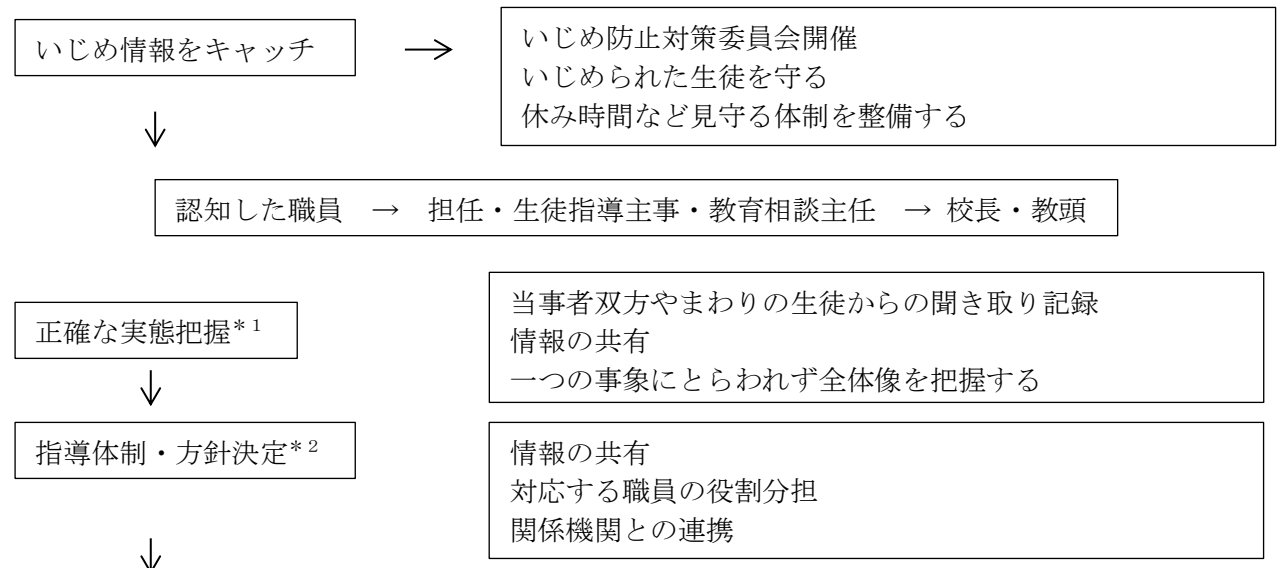 いじめ情報をキャッチ → いじめ防止対策委員会開催
いじめられた生徒を守る
休み時間など見守る体制を整備する
↓
認知した職員 → 担任・生徒指導主事・教育相談主任 → 校長・教頭
正確な実態把握*1
当事者双方やまわりの生徒からの聞き取り記録
情報の共有
一つの事象にとらわれず全体像を把握する
↓
指導体制・方針決定*2
情報の共有
対応する職員の役割分担
関係機関との連携
↓